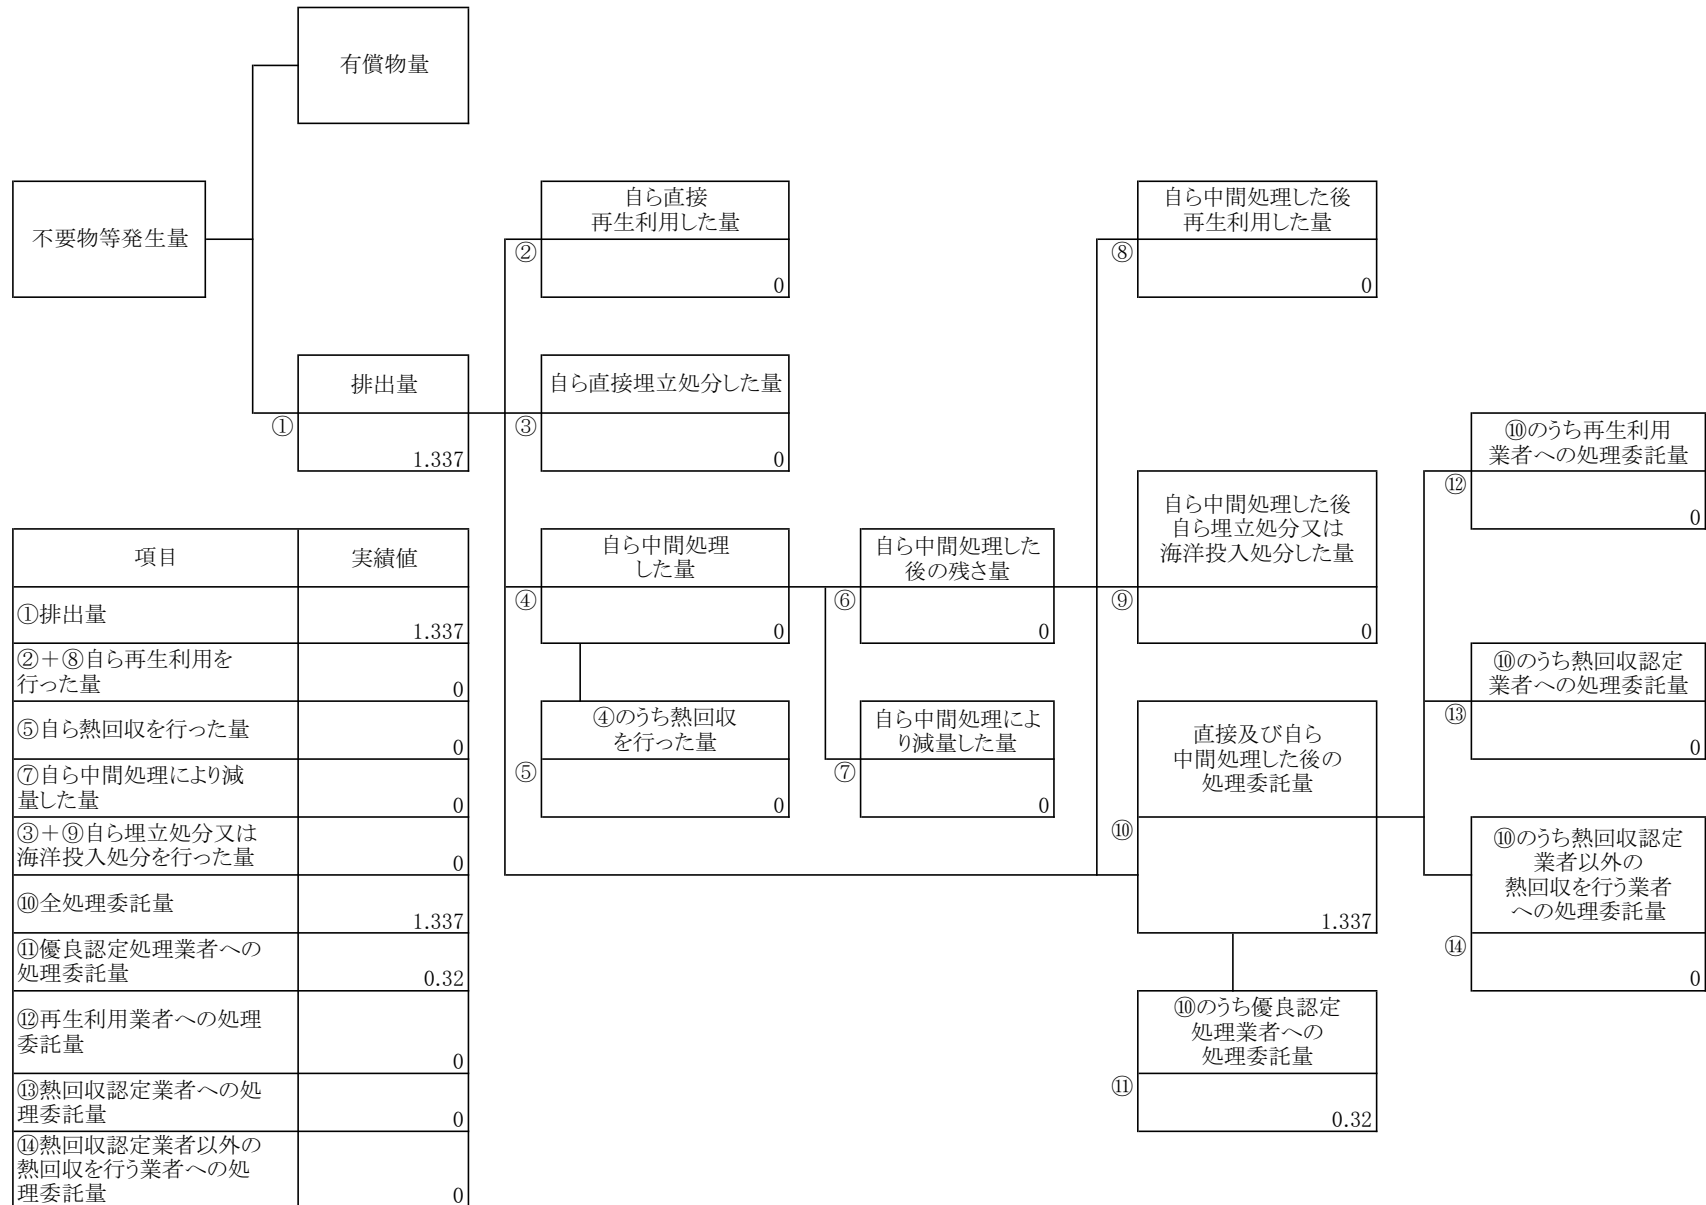 有償物量
不要物等発生量
自ら直接
再生利用した量
②
0
自ら中間処理した後
再生利用した量
⑧
0
排出量
①
1.337
自ら直接埋立処分した量
③
0
⑩のうち再生利用
業者への処理委託量
⑫
0
自ら中間処理した後
自ら埋立処分又は
海洋投入処分した量
⑨
0
自ら中間処理
した量
④
0
自ら中間処理した
後の残さ量
⑥
0
⑩のうち熱回収認定
業者への処理委託量
⑬
0
④のうち熱回収
を行った量
⑤
0
自ら中間処理によ
り減量した量
⑦
0
直接及び自ら
中間処理した後の
処理委託量
⑩
1.337
⑩のうち熱回収認定
業者以外の
熱回収を行う業者
への処理委託量
⑭
0
⑩のうち優良認定
処理業者への
処理委託量
⑪
0.32
項目 実績値
①排出量
1.337
②+⑧自ら再生利用を
行った量
0
⑤自ら熱回収を行った量
0
⑦自ら中間処理により減
量した量
0
③+⑨自ら埋立処分又は
海洋投入処分を行った量
0
⑩全処理委託量
1.337
⑪優良認定処理業者への
処理委託量
0.32
⑫再生利用業者への処理
委託量
0
⑬熱回収認定業者への処
理委託量
0
⑭熱回収認定業者以外の
熱回収を行う業者への処
理委託量
0